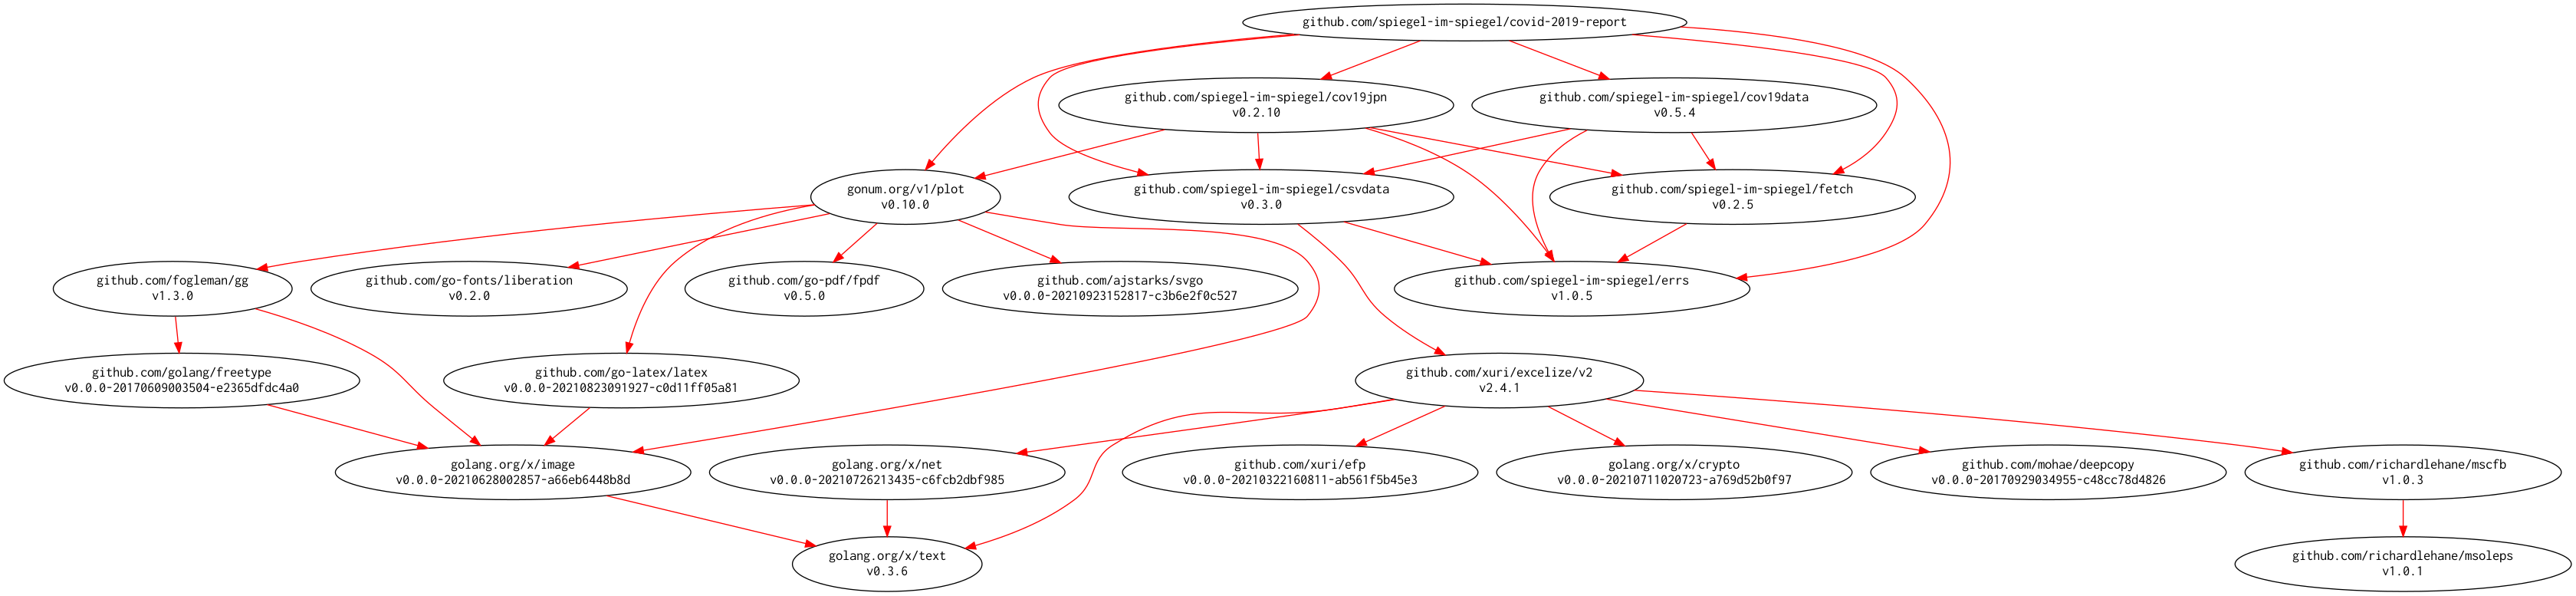 github.com/spiegel-im-spiegel/covid-2019-report
github.com/spiegel-im-spiegel/cov19jpn
v0.2.10
github.com/spiegel-im-spiegel/cov19data
v0.5.4
gonum.org/v1/plot
v0.10.0
github.com/spiegel-im-spiegel/csvdata
v0.3.0
github.com/spiegel-im-spiegel/fetch
v0.2.5
github.com/fogleman/gg
v1.3.0
github.com/go-fonts/liberation
v0.2.0
github.com/go-pdf/fpdf
v0.5.0
github.com/ajstarks/svgo
v0.0.0-20210923152817-c3b6e2f0c527
github.com/spiegel-im-spiegel/errs
v1.0.5
github.com/golang/freetype
v0.0.0-20170609003504-e2365dfdc4a0
github.com/go-latex/latex
v0.0.0-20210823091927-c0d11ff05a81
github.com/xuri/excelize/v2
v2.4.1
golang.org/x/image
v0.0.0-20210628002857-a66eb6448b8d
golang.org/x/net
v0.0.0-20210726213435-c6fcb2dbf985
github.com/xuri/efp
v0.0.0-20210322160811-ab561f5b45e3
golang.org/x/crypto
v0.0.0-20210711020723-a769d52b0f97
github.com/mohae/deepcopy
v0.0.0-20170929034955-c48cc78d4826
github.com/richardlehane/mscfb
v1.0.3
golang.org/x/text
v0.3.6
github.com/richardlehane/msoleps
v1.0.1